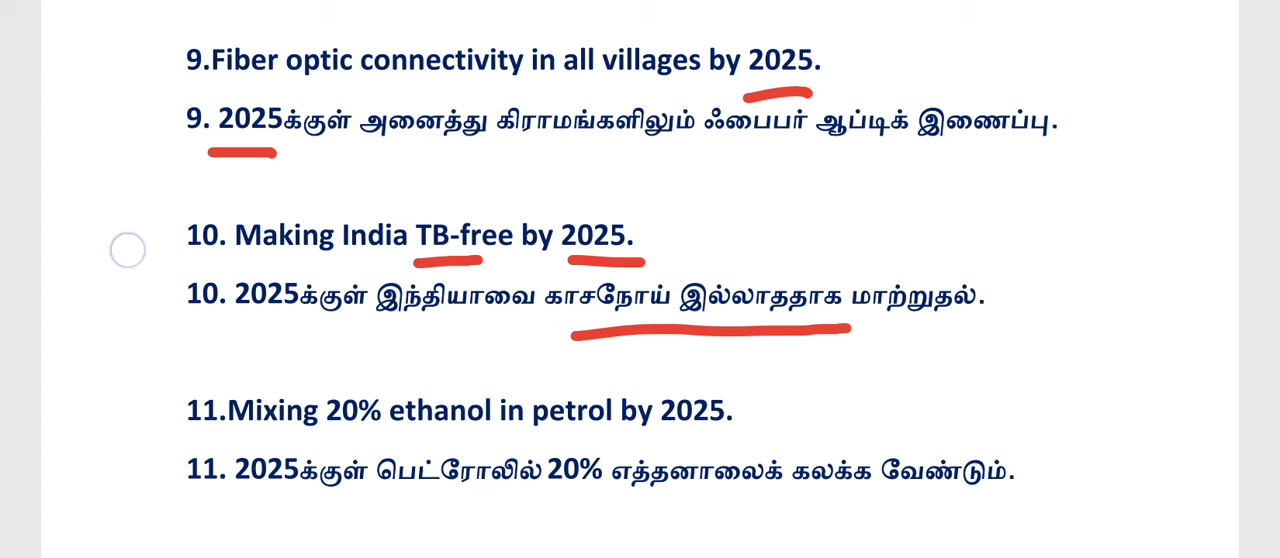 9.Fiber optic connectivity in all villages by 2025.
9. 2025க்குள் அனைத்து கிராமங்களிலும் ஃபைபர் ஆப்டிக் இணைப்பு.
10. Making India TB-free by 2025.
10. 2025க்குள் இந்தியாவை காசநோய் இல்லாததாக மாற்றுதல்.
11.Mixing 20% ethanol in petrol by 2025.
11. 2025க்குள் பெட்ரோலில் 20% எத்தனாலைக் கலக்க வேண்டும்.